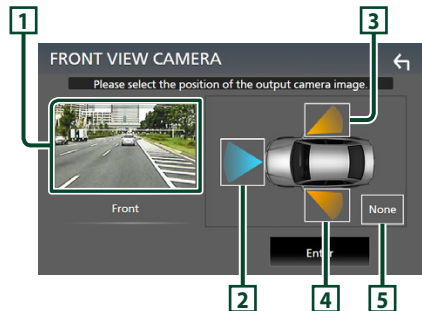 1
3
FRONT VIEW CAMERA
Please select the position of the output camera image.
Front
None
Enter
2
4
5